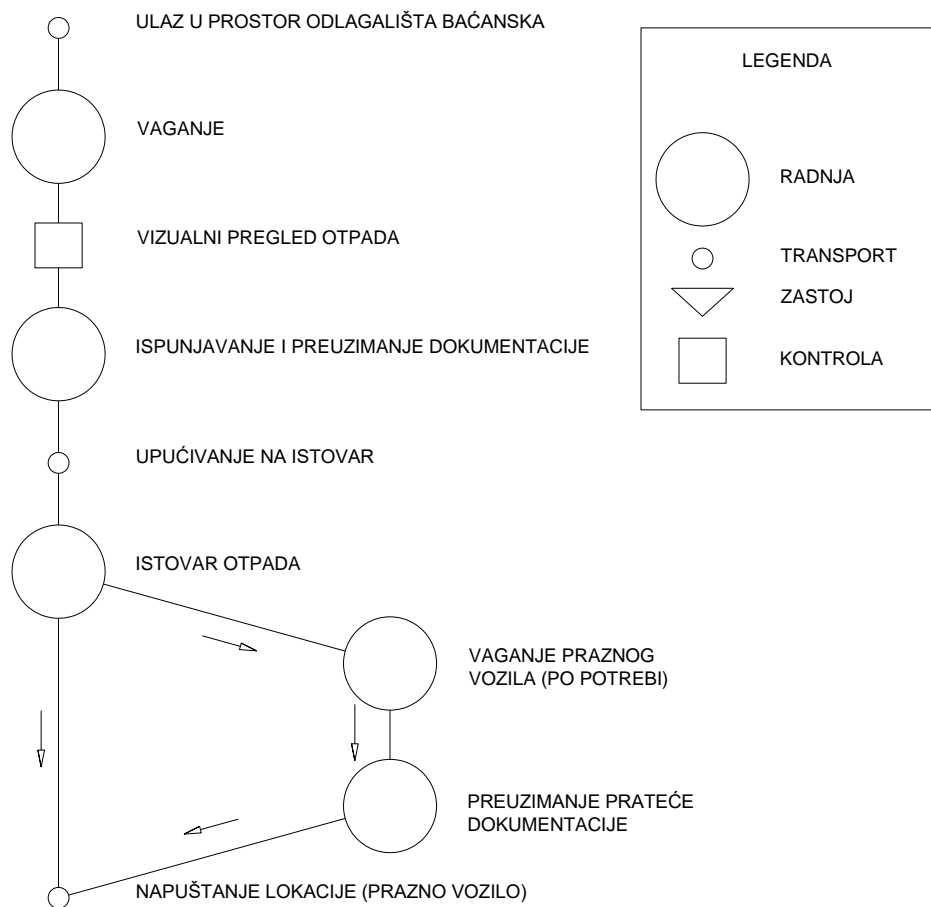 ULAZ U PROSTOR ODLAGALIŠTA BAĆANSKA
VAGANJE
VIZUALNI PREGLED OTPADA
ISPUNJAVANJE I PREUZIMANJE DOKUMENTACIJE
UPUĆIVANJE NA ISTOVAR
ISTOVAR OTPADA
VAGANJE PRAZNOG
VOZILA (PO POTREBI)
PREUZIMANJE PRATEĆE
DOKUMENTACIJE
NAPUŠTANJE LOKACIJE (PRAZNO VOZILO)
LEGENDA
RADNJA
TRANSPORT
ZASTOJ
KONTROLA